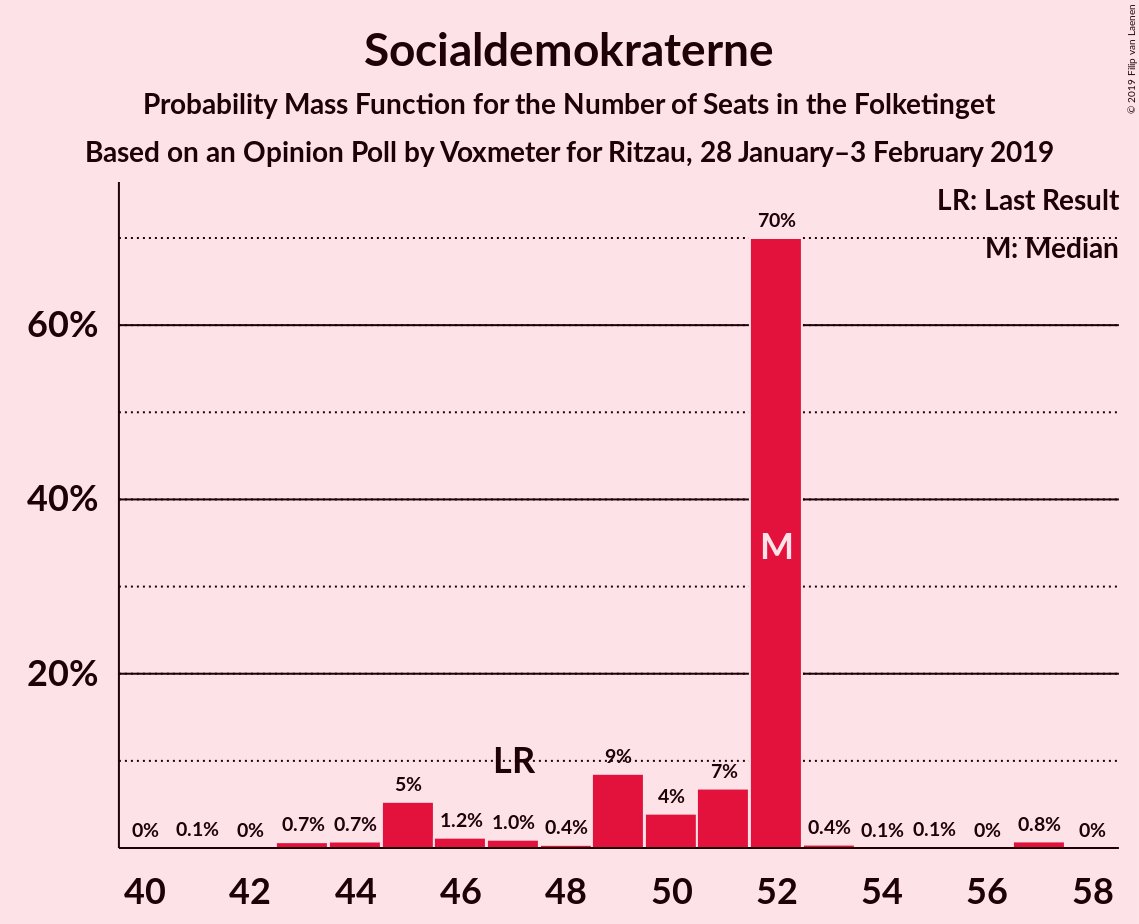 Socialdemokraterne
Probability Mass Function for the Number of Seats in the Folketinget
Based on an Opinion Poll by Voxmeter for Ritzau, 28 January–3 February 2019
© 2019 Filip van Laenen
LR: Last Result
M: Median
60%
40%
20%
0%
0.1%
0%
0.7%
0.7%
5%
1.2%
1.0%
LR
0.4%
9%
4%
7%
70%
M
0.4%
0.1%
0.1%
0%
0.8%
0%
40 42 44 46 48 50 52 54 56 58